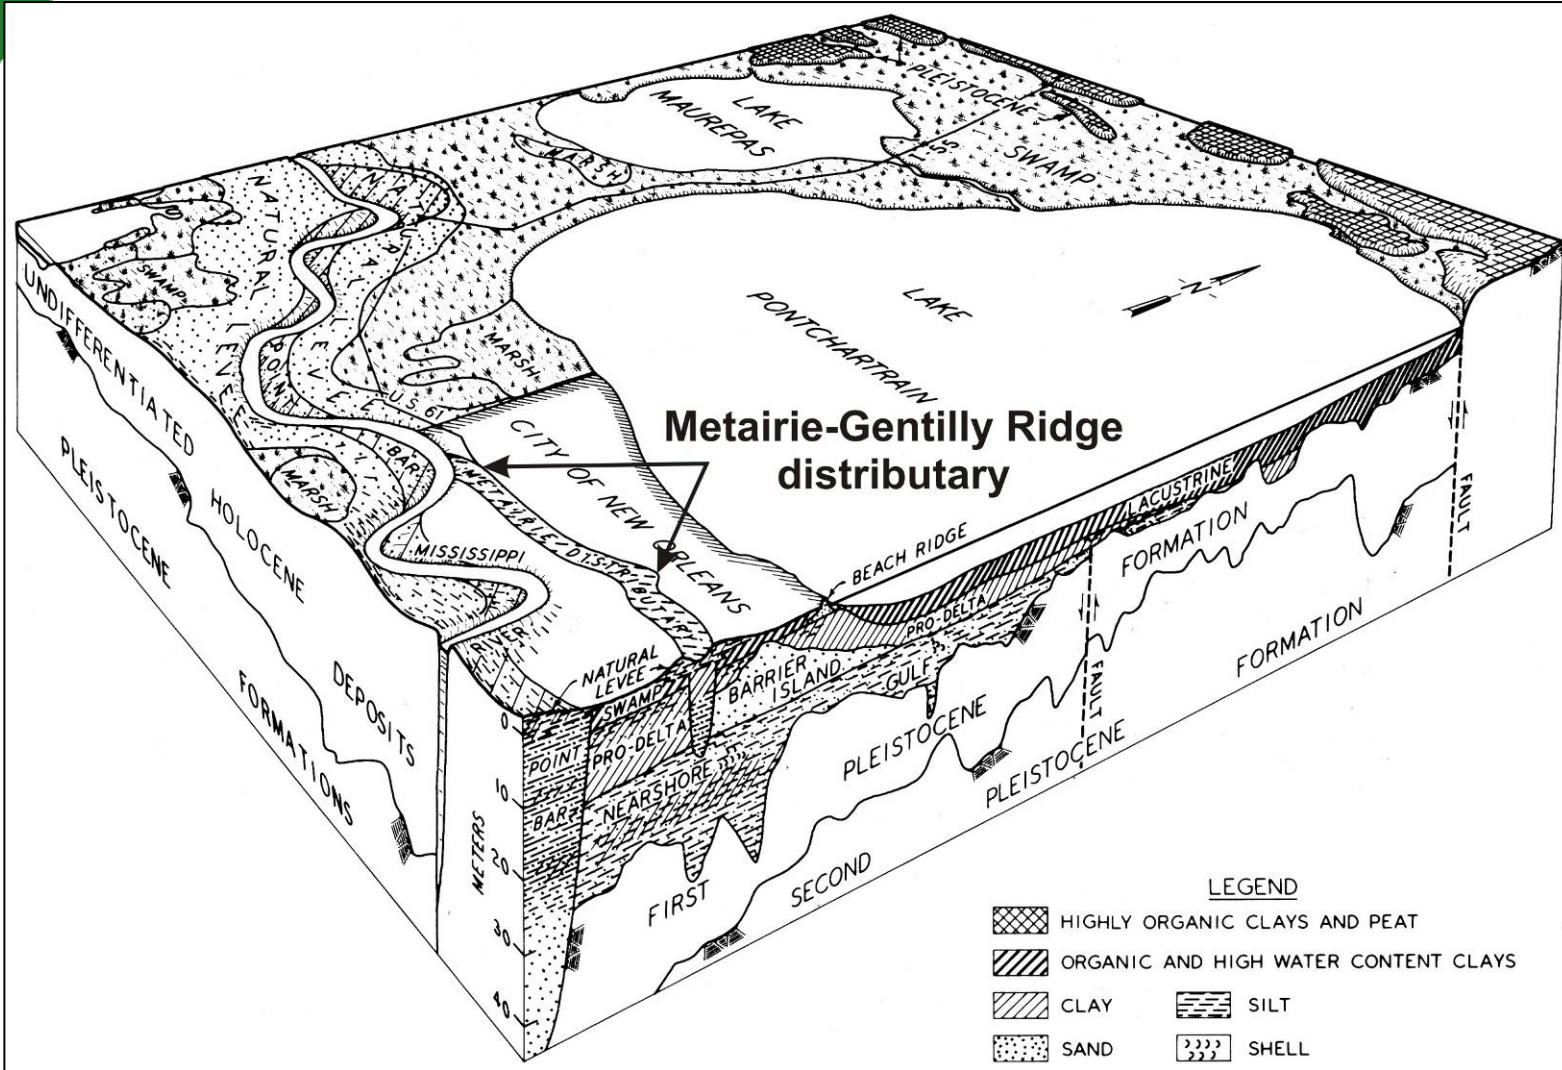 PLEISTOCENE
LAKE
MAUREPAS
MARSH
I-55
SWAMP
NATURAL LEVEE
NATURAL LEVEE
SWAMP
POINT
BAR
U.S. 61
MARSH
LAKE
PONTCHARTRAIN
N
UNDIFFERENTIATED
HOLOCENE
DEPOSITS
PLEISTOCENE
FORMATIONS
MARSH
CITY OF NEW ORLEANS
Metairie-Gentilly Ridge
distributary
METAIRIE DISTRIBUTARY
MISSISSIPPI
RIVER
BEACH RIDGE
LACUSTRINE
FORMATION
FAULT
PRO-DELTA
NATURAL
LEVEE
SWAMP
BARRIER
ISLAND
GULF
POINT
BAR
PRO-DELTA
NEARSHORE
FIRST
PLEISTOCENE
FAULT
SECOND
PLEISTOCENE
FORMATION
METERS
0
10
20
30
40
LEGEND
HIGHLY ORGANIC CLAYS AND PEAT
ORGANIC AND HIGH WATER CONTENT CLAYS
CLAY
SILT
SAND
SHELL